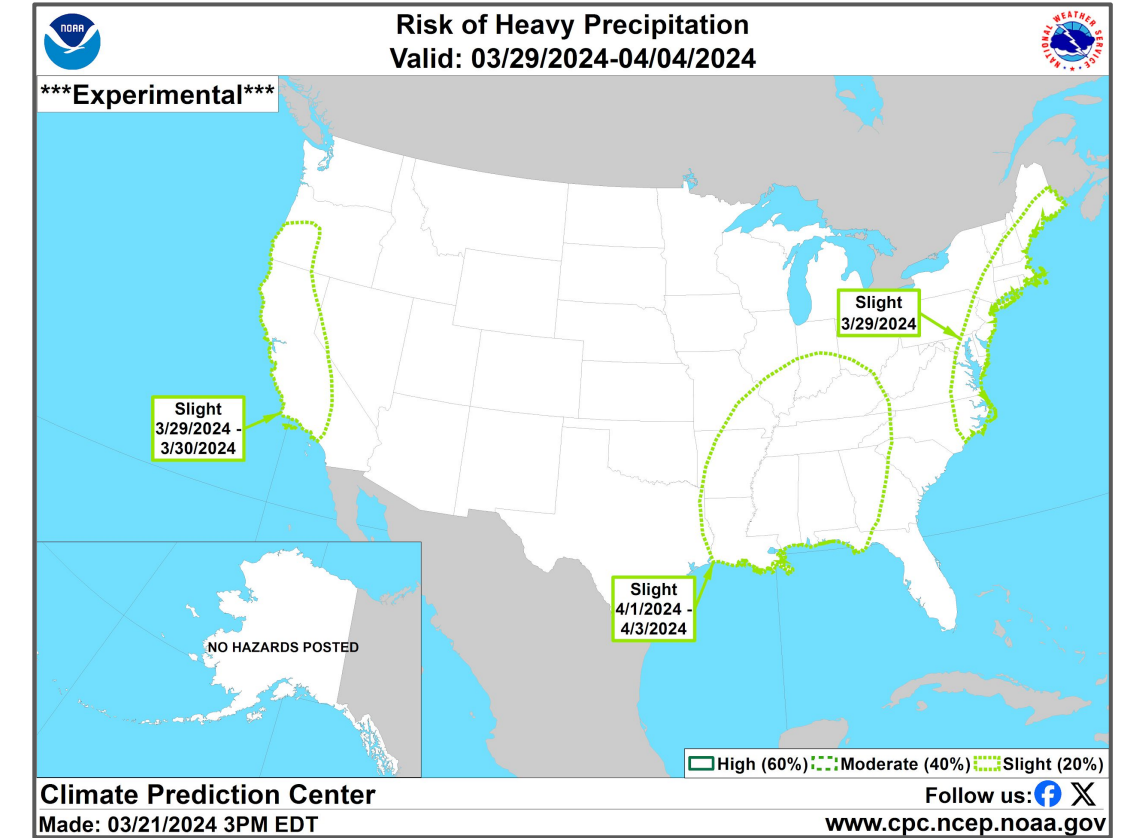 NOAA
Risk of Heavy Precipitation
Valid: 03/29/2024-04/04/2024
NATIONAL WEATHER SERVICE
***Experimental***
Slight
3/29/2024
Slight
3/29/2024 -
3/30/2024
Slight
4/1/2024 -
4/3/2024
NO HAZARDS POSTED
High (60%) Moderate (40%) Slight (20%)
Climate Prediction Center
Follow us:
Made: 03/21/2024 3PM EDT
www.cpc.ncep.noaa.gov